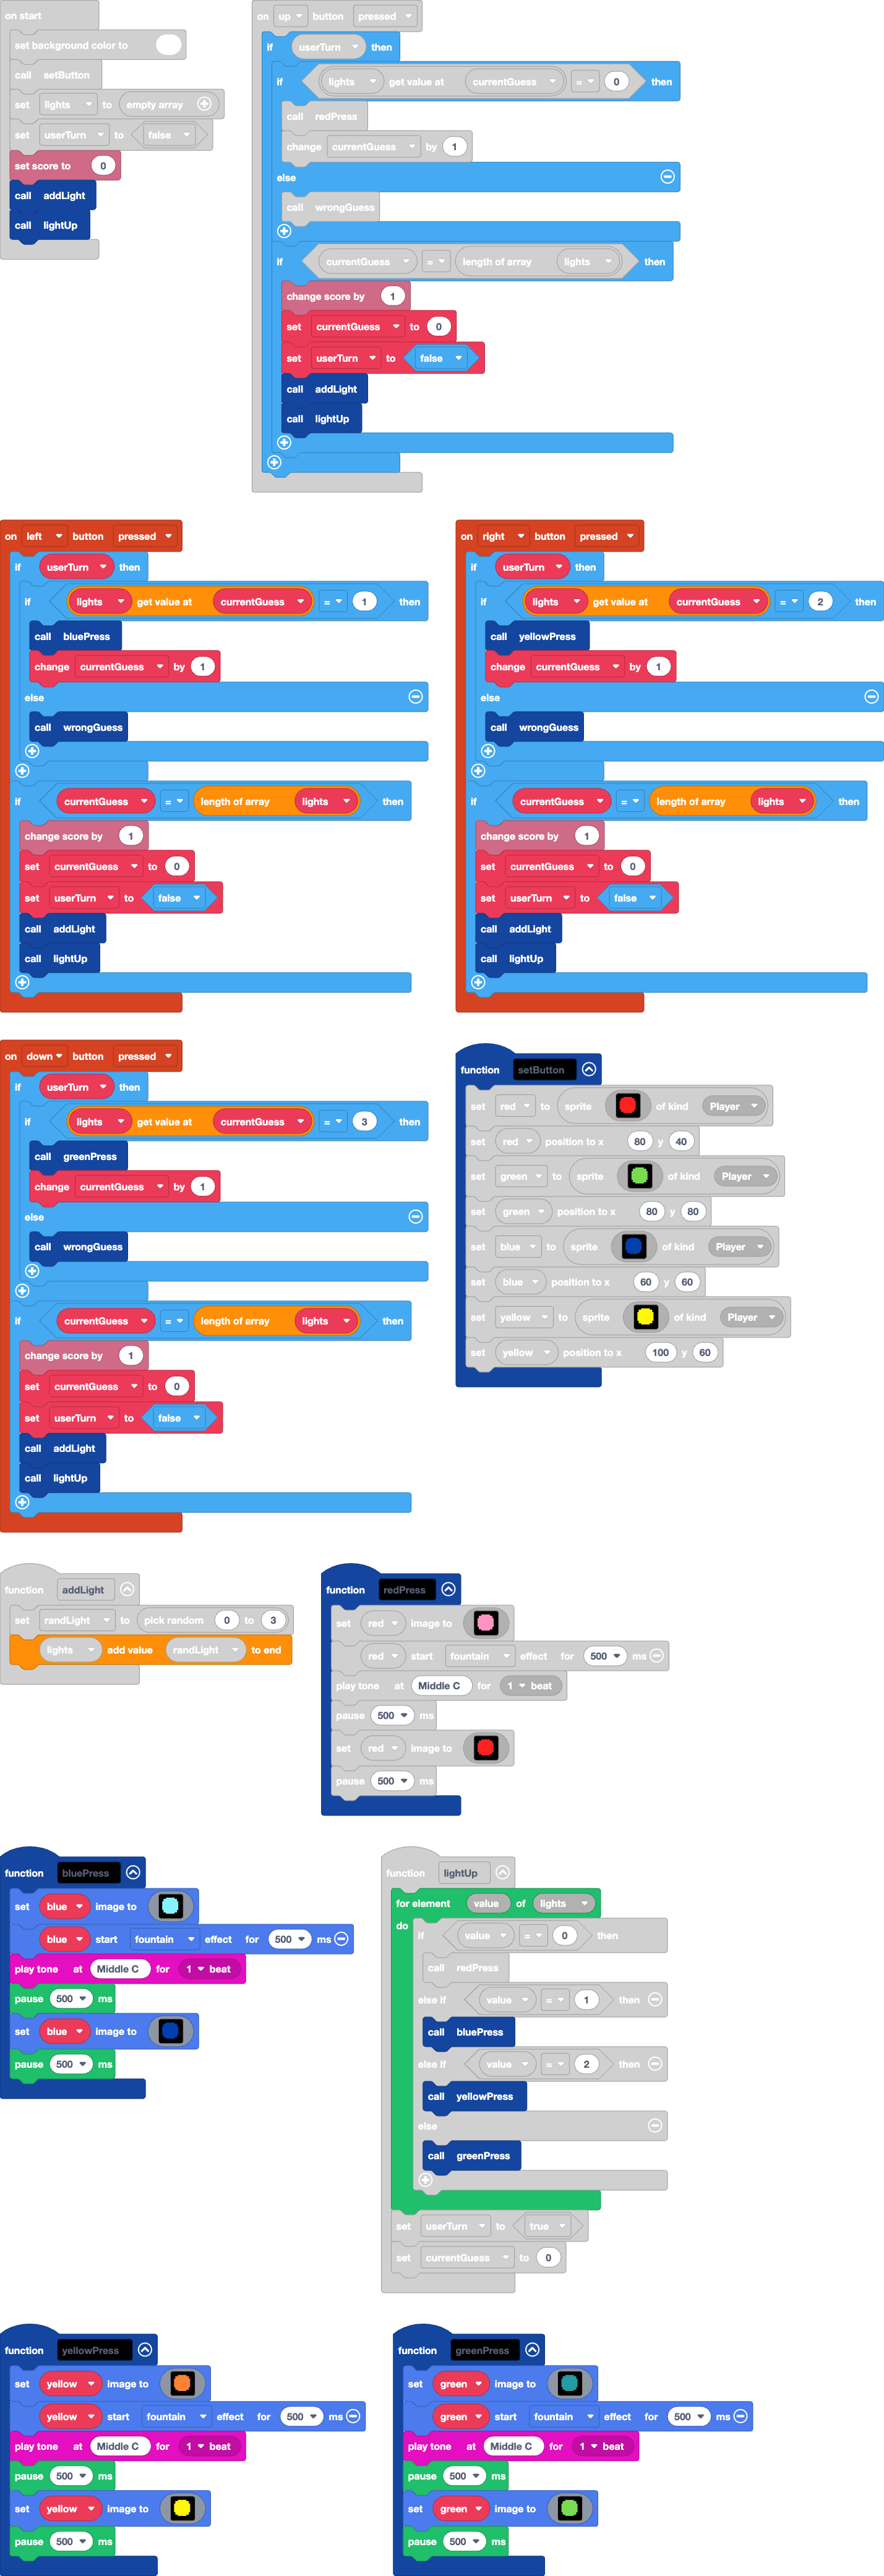 on start
set background color to
call setButton
set lights to empty array
set userTurn to false
set score to 0
call addLight
call lightUp
on up button pressed
if userTurn then
if lights get value at currentGuess = 0 then
call redPress
change currentGuess by 1
else
call wrongGuess
if currentGuess = length of array lights then
change score by 1
set currentGuess to 0
set userTurn to false
call addLight
call lightUp
on left button pressed
if userTurn then
if lights get value at currentGuess = 1 then
call bluePress
change currentGuess by 1
else
call wrongGuess
if currentGuess = length of array lights then
change score by 1
set currentGuess to 0
set userTurn to false
call addLight
call lightUp
on right button pressed
if userTurn then
if lights get value at currentGuess = 2 then
call yellowPress
change currentGuess by 1
else
call wrongGuess
if currentGuess = length of array lights then
change score by 1
set currentGuess to 0
set userTurn to false
call addLight
call lightUp
on down button pressed
if userTurn then
if lights get value at currentGuess = 3 then
call greenPress
change currentGuess by 1
else
call wrongGuess
if currentGuess = length of array lights then
change score by 1
set currentGuess to 0
set userTurn to false
call addLight
call lightUp
function setButton
set red to sprite of kind Player
set red position to x 80 y 40
set green to sprite of kind Player
set green position to x 80 y 80
set blue to sprite of kind Player
set blue position to x 60 y 60
set yellow to sprite of kind Player
set yellow position to x 100 y 60
function addLight
set randLight to pick random 0 to 3
lights add value randLight to end
function redPress
set red image to
red start fountain effect for 500 ms
play tone at Middle C for 1 beat
pause 500 ms
set red image to
pause 500 ms
function bluePress
set blue image to
blue start fountain effect for 500 ms
play tone at Middle C for 1 beat
pause 500 ms
set blue image to
pause 500 ms
function lightUp
for element value of lights
do
if value = 0 then
call redPress
else if value = 1 then
call bluePress
else if value = 2 then
call yellowPress
else
call greenPress
set userTurn to true
set currentGuess to 0
function yellowPress
set yellow image to
yellow start fountain effect for 500 ms
play tone at Middle C for 1 beat
pause 500 ms
set yellow image to
pause 500 ms
function greenPress
set green image to
green start fountain effect for 500 ms
play tone at Middle C for 1 beat
pause 500 ms
set green image to
pause 500 ms